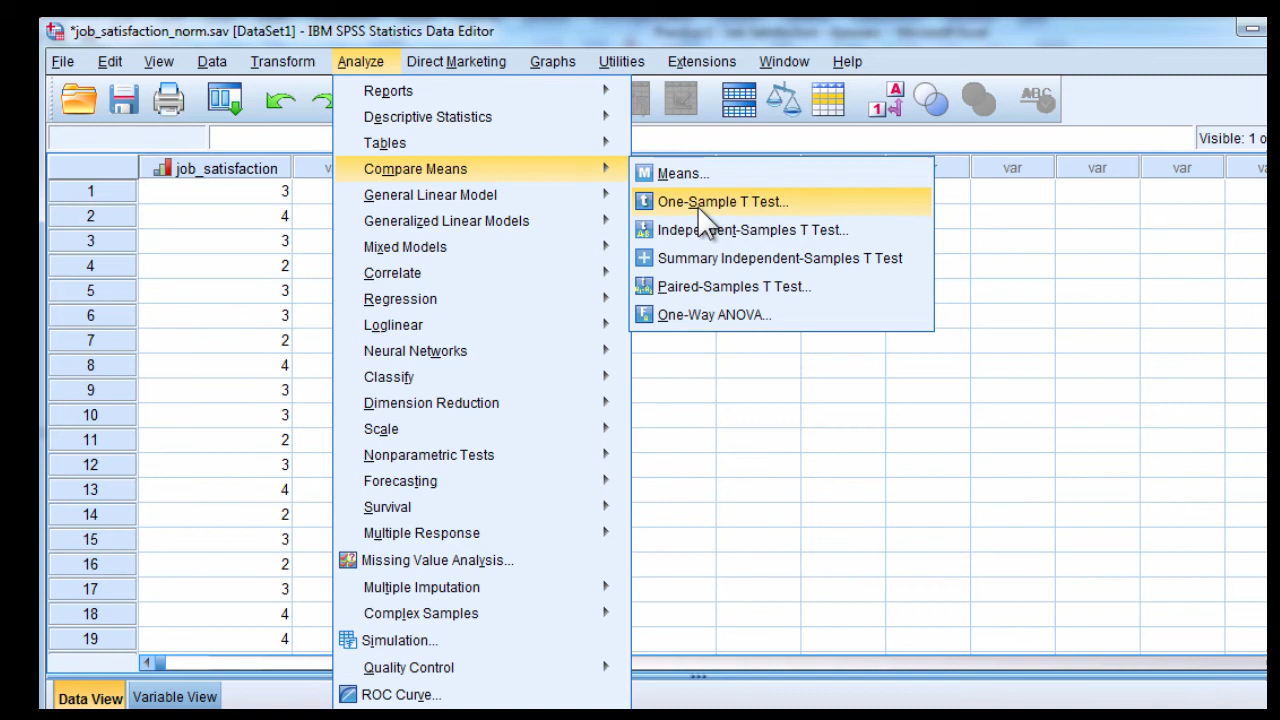 *job_satisfaction_norm.sav [DataSet1] - IBM SPSS Statistics Data Editor
File Edit View Data Transform Analyze Direct Marketing Graphs Utilities Extensions Window Help
Visible: 1 o
job_satisfaction
var
1 3
2 4
3 3
4 2
5 3
6 3
7 2
8 4
9 3
10 3
11 2
12 3
13 4
14 2
15 3
16 2
17 3
18 4
19 4
Reports
Descriptive Statistics
Tables
Compare Means
General Linear Model
Generalized Linear Models
Mixed Models
Correlate
Regression
Loglinear
Neural Networks
Classify
Dimension Reduction
Scale
Nonparametric Tests
Forecasting
Survival
Multiple Response
Missing Value Analysis...
Multiple Imputation
Complex Samples
Simulation...
Quality Control
ROC Curve...
Means...
One-Sample T Test...
Independent-Samples T Test...
Summary Independent-Samples T Test
Paired-Samples T Test...
One-Way ANOVA...
Data View Variable View